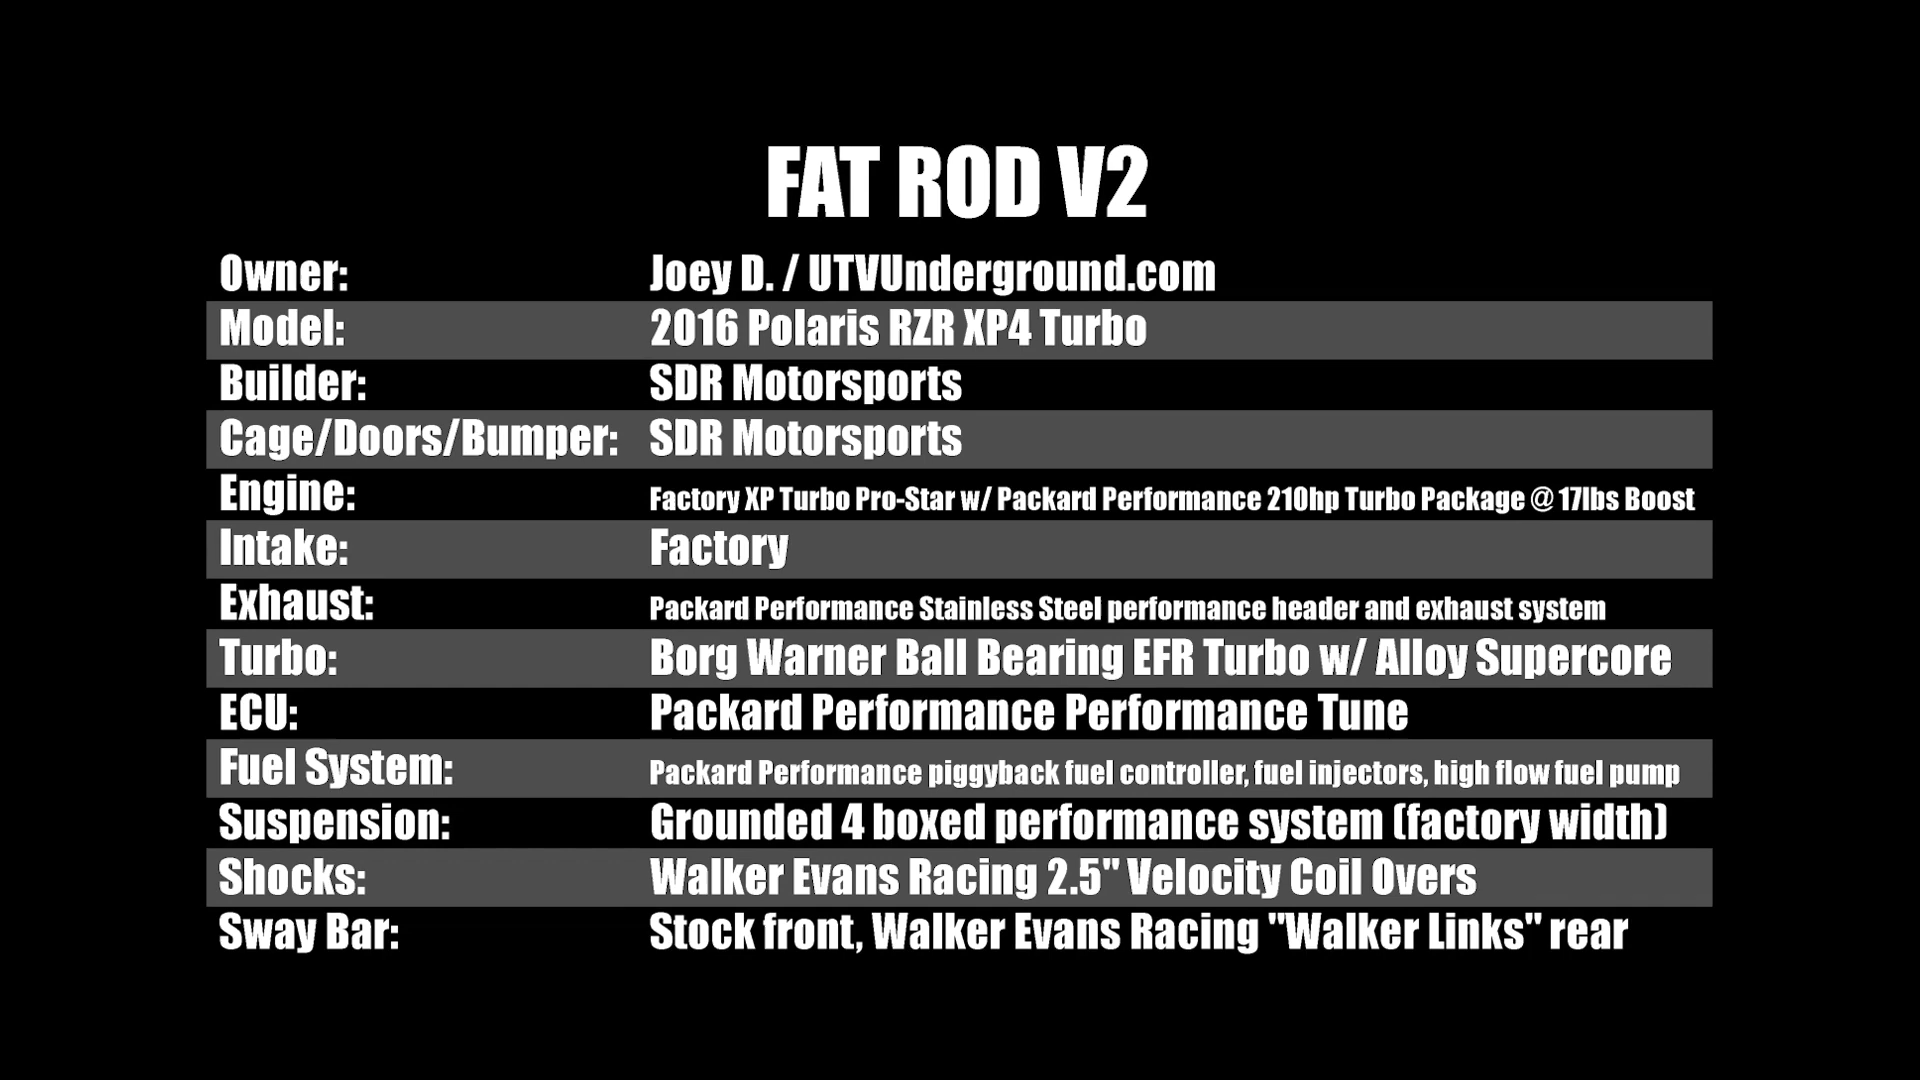 FAT ROD V2
Owner: Joey D. / UTVUnderground.com
Model: 2016 Polaris RZR XP4 Turbo
Builder: SDR Motorsports
Cage/Doors/Bumper: SDR Motorsports
Engine: Factory XP Turbo Pro-Star w/ Packard Performance 210hp Turbo Package @ 17lbs Boost
Intake: Factory
Exhaust: Packard Performance Stainless Steel performance header and exhaust system
Turbo: Borg Warner Ball Bearing EFR Turbo w/ Alloy Supercore
ECU: Packard Performance Performance Tune
Fuel System: Packard Performance piggyback fuel controller, fuel injectors, high flow fuel pump
Suspension: Grounded 4 boxed performance system (factory width)
Shocks: Walker Evans Racing 2.5" Velocity Coil Overs
Sway Bar: Stock front, Walker Evans Racing "Walker Links" rear